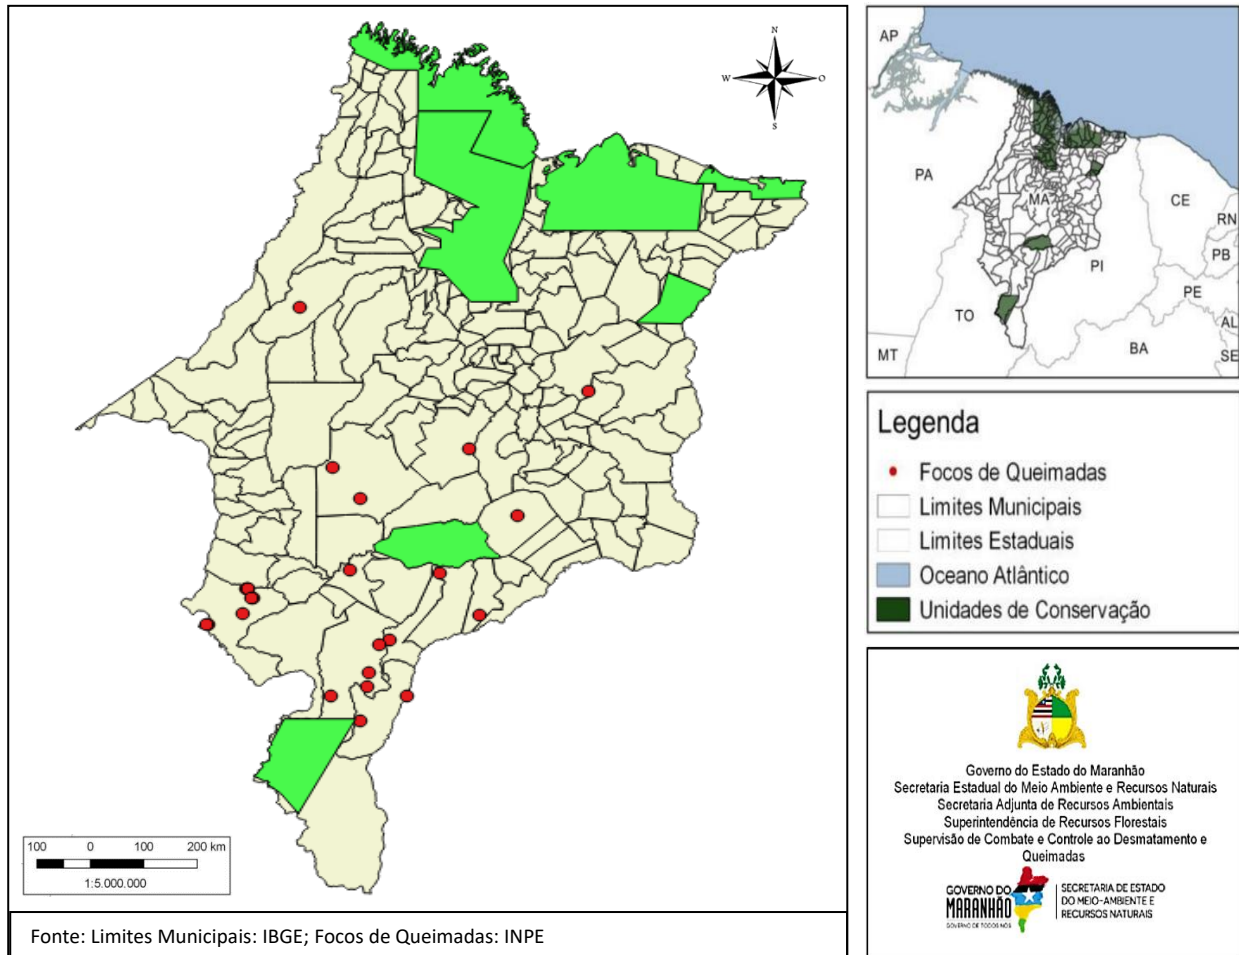 N
W
O
S
100 0 100 200 km
1:5.000.000
Fonte: Limites Municipais: IBGE; Focos de Queimadas: INPE
AP
PA
MA
CE
RN
PB
PI
PE
TO
AL
BA
MT
SE
Legenda
Focos de Queimadas
Limites Municipais
Limites Estaduais
Oceano Atlântico
Unidades de Conservação
Governo do Estado do Maranhão
Secretaria Estadual do Meio Ambiente e Recursos Naturais
Secretaria Adjunta de Recursos Ambientais
Superintendência de Recursos Florestais
Supervisão de Combate e Controle ao Desmatamento e
Queimadas
GOVERNO DO
MARANHÃO
GOVERNO DE TODOS NÓS
SECRETARIA DE ESTADO
DO MEIO-AMBIENTE E
RECURSOS NATURAIS